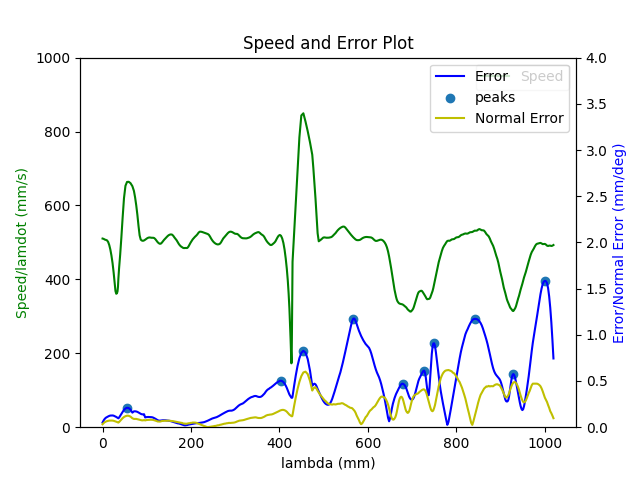 Speed and Error Plot
1000
800
600
400
200
0
Speed/lamdot (mm/s)
4.0
3.5
3.0
2.5
2.0
1.5
1.0
0.5
0.0
Error/Normal Error (mm/deg)
Error
Speed
peaks
Normal Error
0
200
400
600
800
1000
lambda (mm)